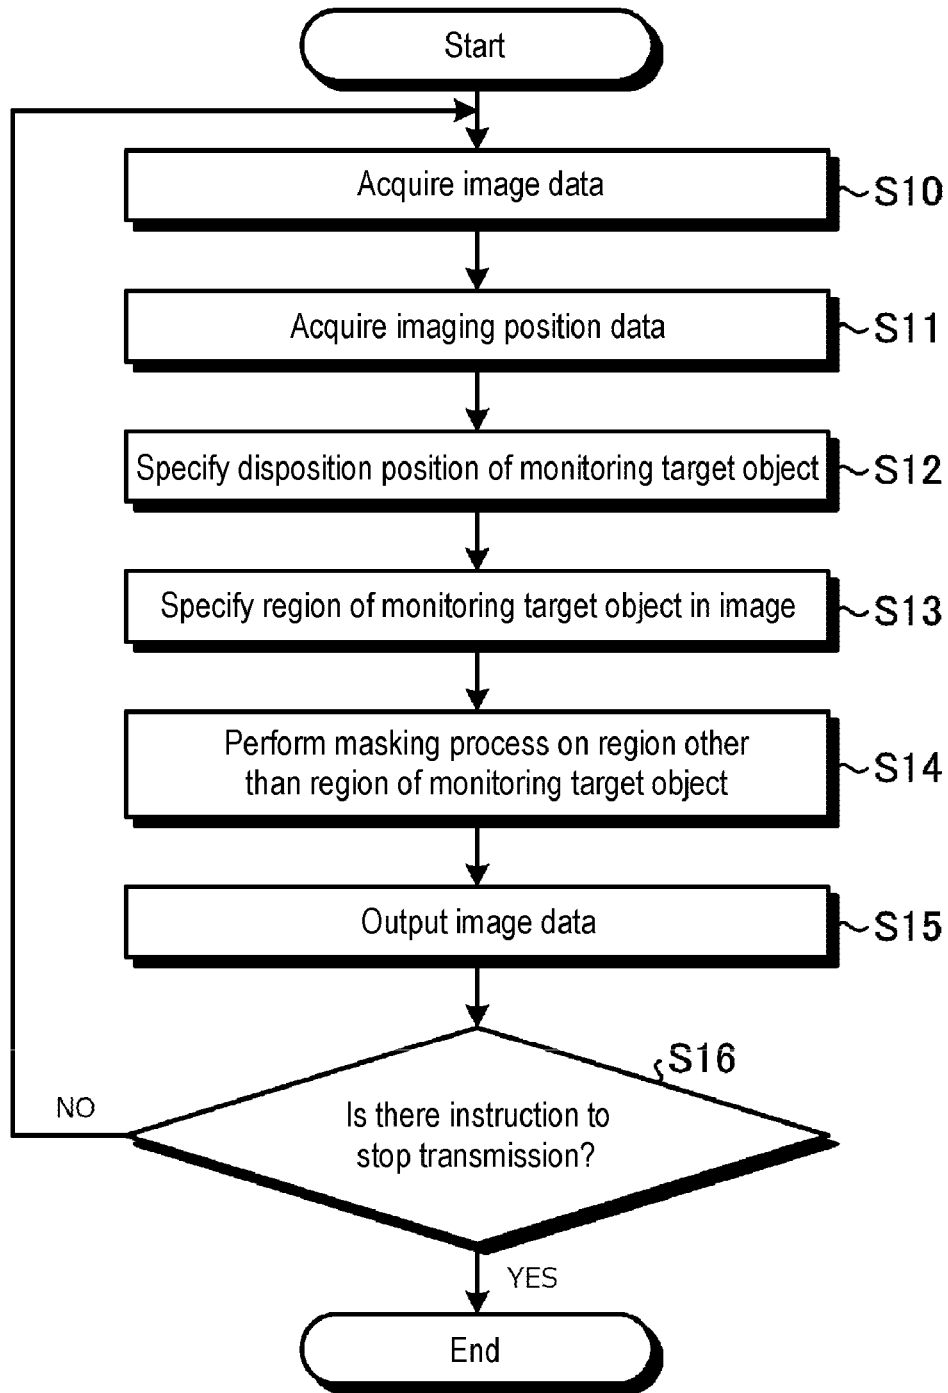 Start
Acquire image data
S10
Acquire imaging position data
S11
Specify disposition position of monitoring target object
S12
Specify region of monitoring target object in image
S13
Perform masking process on region other
than region of monitoring target object
S14
Output image data
S15
S16
NO
Is there instruction to
stop transmission?
YES
End